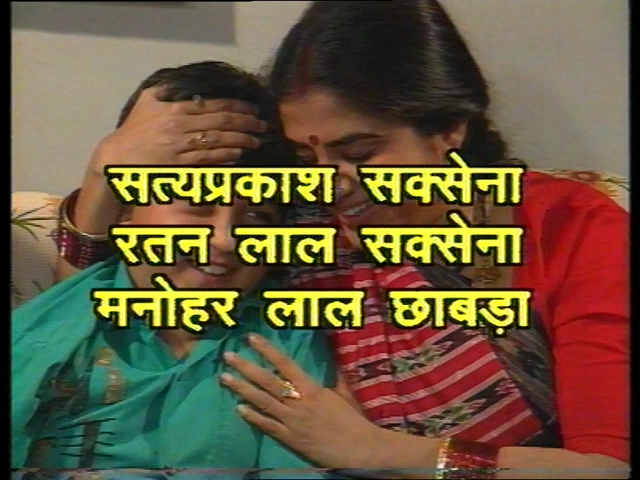 सत्यप्रकाश सक्सेना
रतन लाल सक्सेना
मनोहर लाल छाबड़ा